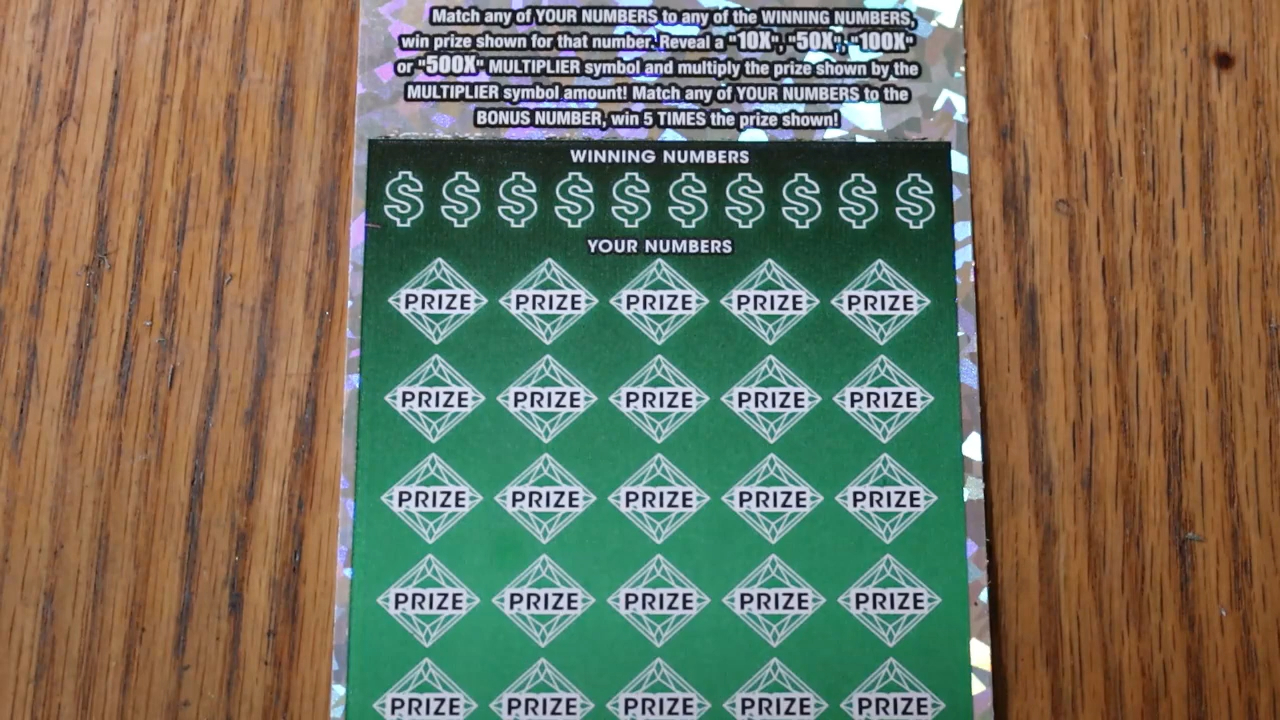 Match any of YOUR NUMBERS to any of the WINNING NUMBERS,
win prize shown for that number. Reveal a "10X", "50X", "100X"
or "500X" MULTIPLIER symbol and multiply the prize shown by the
MULTIPLIER symbol amount! Match any of YOUR NUMBERS to the
BONUS NUMBER, win 5 TIMES the prize shown!
WINNING NUMBERS
$ $ $ $ $ $ $ $ $ $
YOUR NUMBERS
PRIZE PRIZE PRIZE PRIZE PRIZE
PRIZE PRIZE PRIZE PRIZE PRIZE
PRIZE PRIZE PRIZE PRIZE PRIZE
PRIZE PRIZE PRIZE PRIZE PRIZE
PRIZE PRIZE PRIZE PRIZE PRIZE